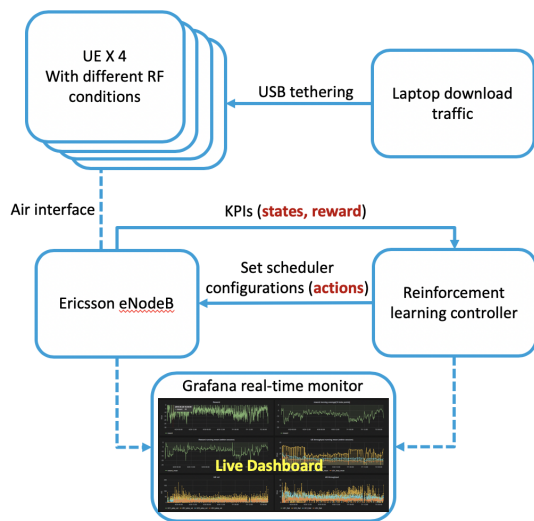 UE X 4
With different RF
conditions
USB tethering
Laptop download
traffic
Air interface
KPIs (states, reward)
Ericsson eNodeB
Set scheduler
configurations (actions)
Reinforcement
learning controller
Grafana real-time monitor
Live Dashboard